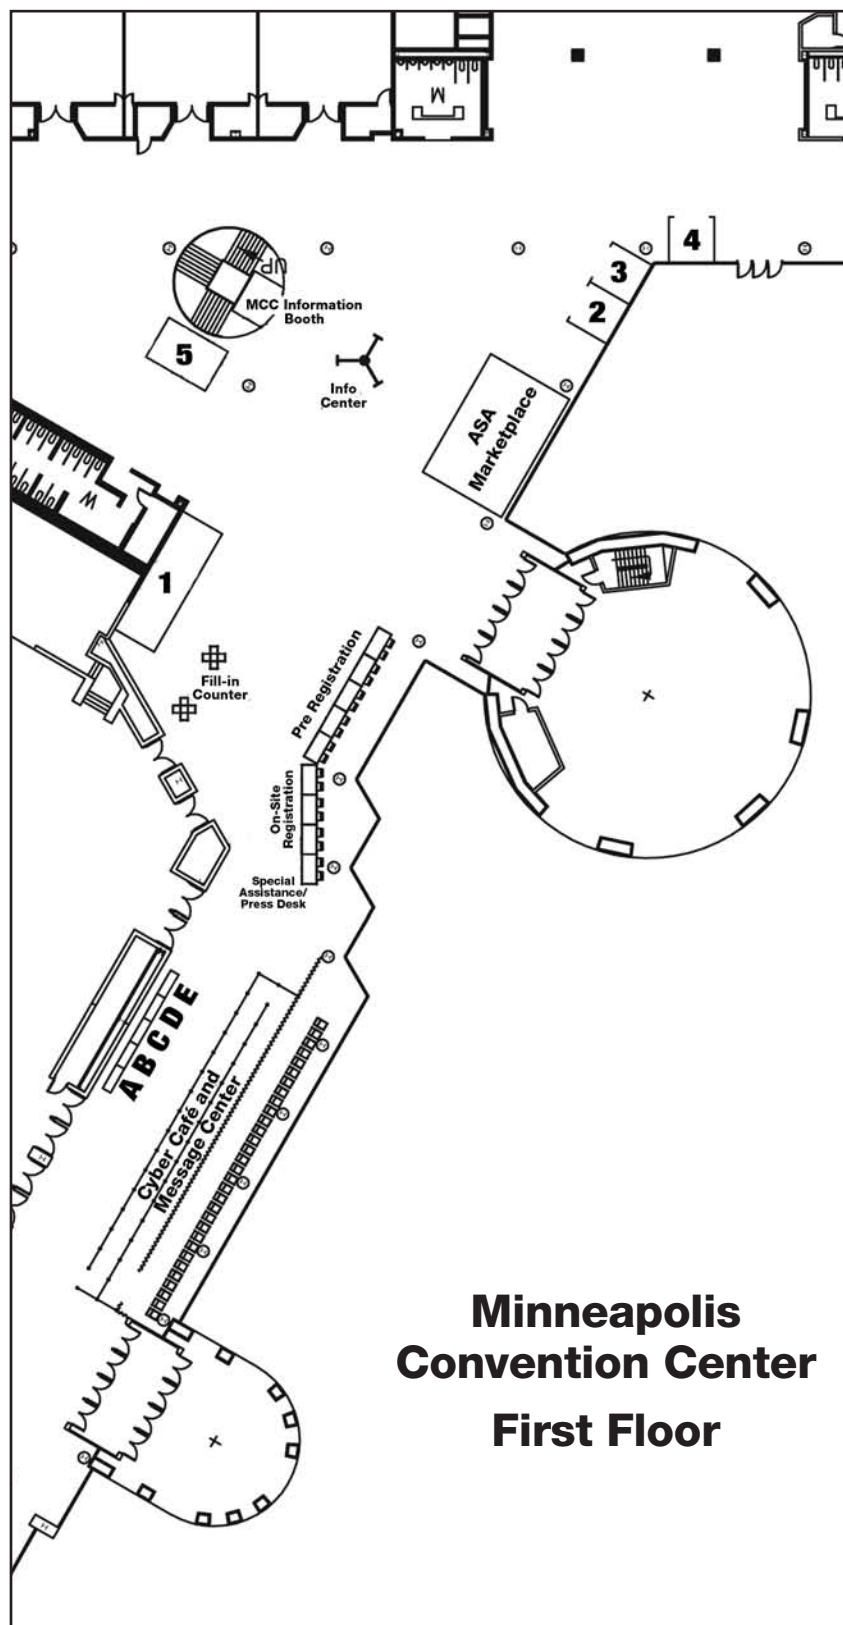 M
4
3
UP
MCC Information
Booth
2
5
Info
Center
ASA
Marketplace
W
1
Fill-in
Counter
Pre Registration
On-Site
Registration
Special
Assistance/
Press Desk
A B C D E
Cyber Café and
Message Center
Minneapolis
Convention Center
First Floor